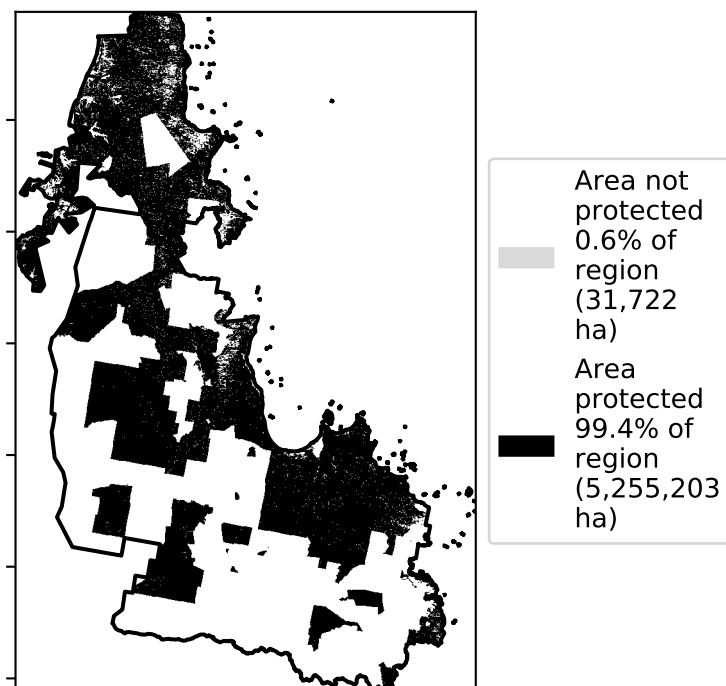 Area not
protected
0.6% of
region
(31,722
ha)
Area
protected
99.4% of
region
(5,255,203
ha)